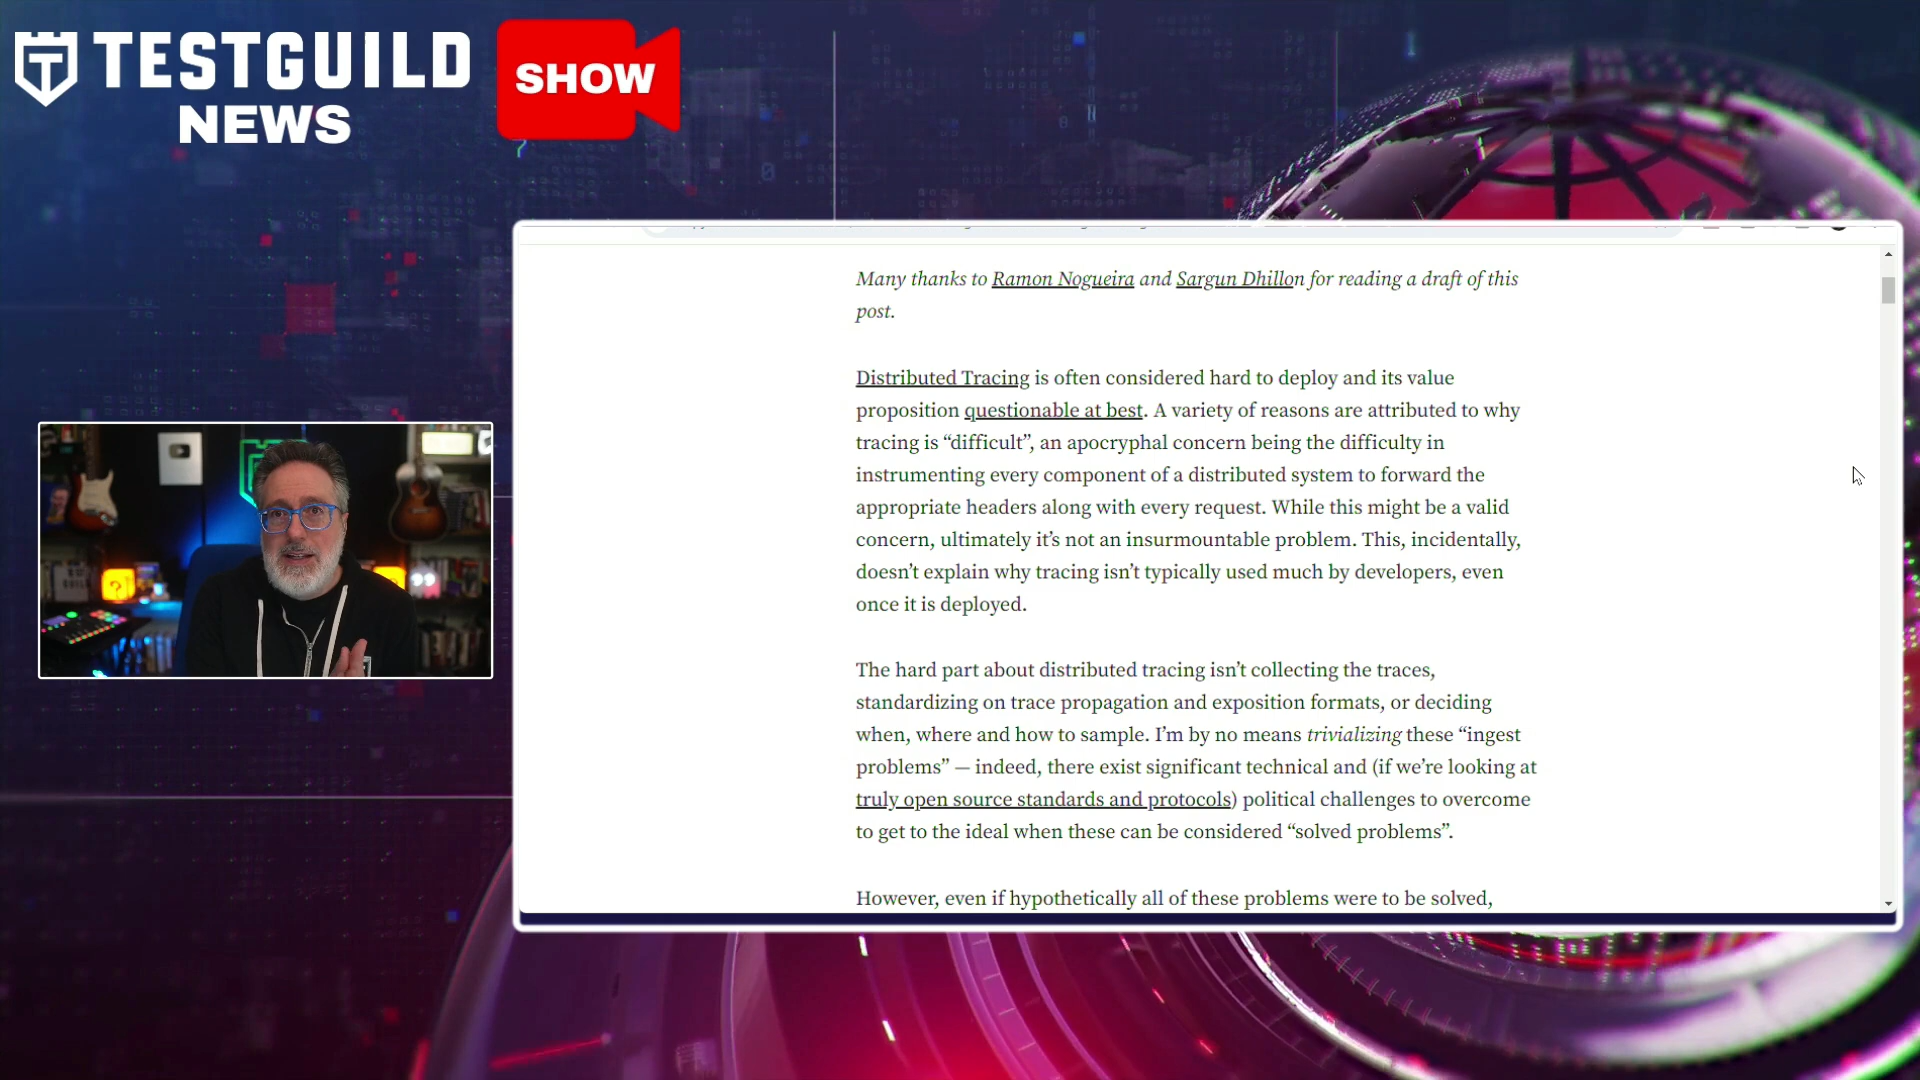 TESTGUILD
NEWS
SHOW
Many thanks to Ramon Nogueira and Sargun Dhillon for reading a draft of this
post.
Distributed Tracing is often considered hard to deploy and its value
proposition questionable at best. A variety of reasons are attributed to why
tracing is “difficult”, an apocryphal concern being the difficulty in
instrumenting every component of a distributed system to forward the
appropriate headers along with every request. While this might be a valid
concern, ultimately it’s not an insurmountable problem. This, incidentally,
doesn’t explain why tracing isn’t typically used much by developers, even
once it is deployed.
The hard part about distributed tracing isn’t collecting the traces,
standardizing on trace propagation and exposition formats, or deciding
when, where and how to sample. I’m by no means trivializing these “ingest
problems” — indeed, there exist significant technical and (if we’re looking at
truly open source standards and protocols) political challenges to overcome
to get to the ideal when these can be considered “solved problems”.
However, even if hypothetically all of these problems were to be solved,